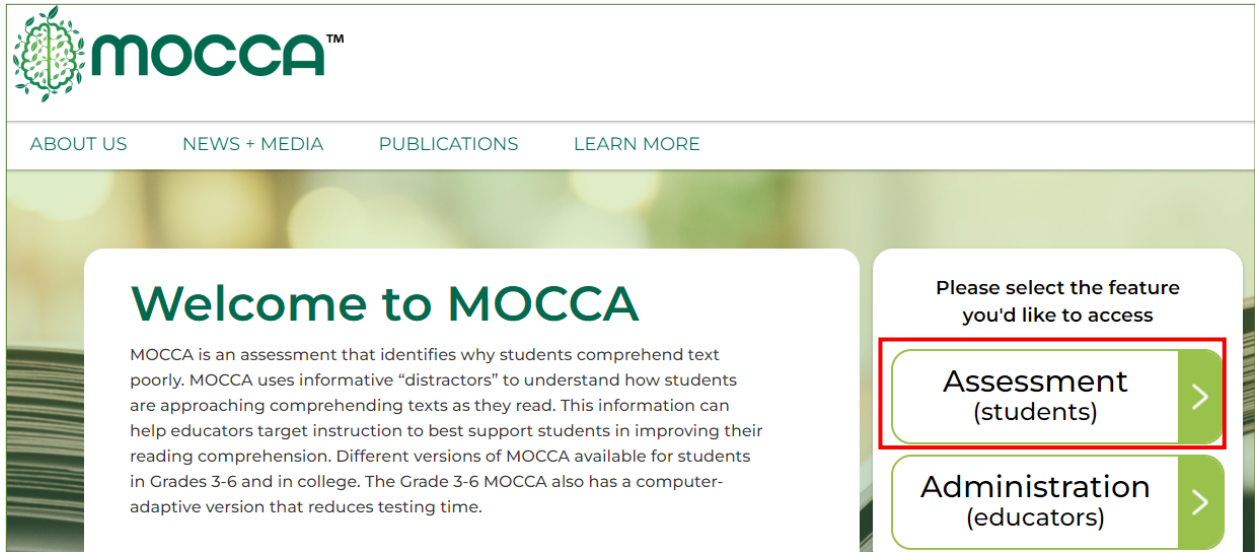 mocca™
ABOUT US NEWS + MEDIA PUBLICATIONS LEARN MORE
Welcome to MOCCA
MOCCA is an assessment that identifies why students comprehend text
poorly. MOCCA uses informative “distractors” to understand how students
are approaching comprehending texts as they read. This information can
help educators target instruction to best support students in improving their
reading comprehension. Different versions of MOCCA available for students
in Grades 3-6 and in college. The Grade 3-6 MOCCA also has a computer-
adaptive version that reduces testing time.
Please select the feature
you'd like to access
Assessment
(students)
Administration
(educators)